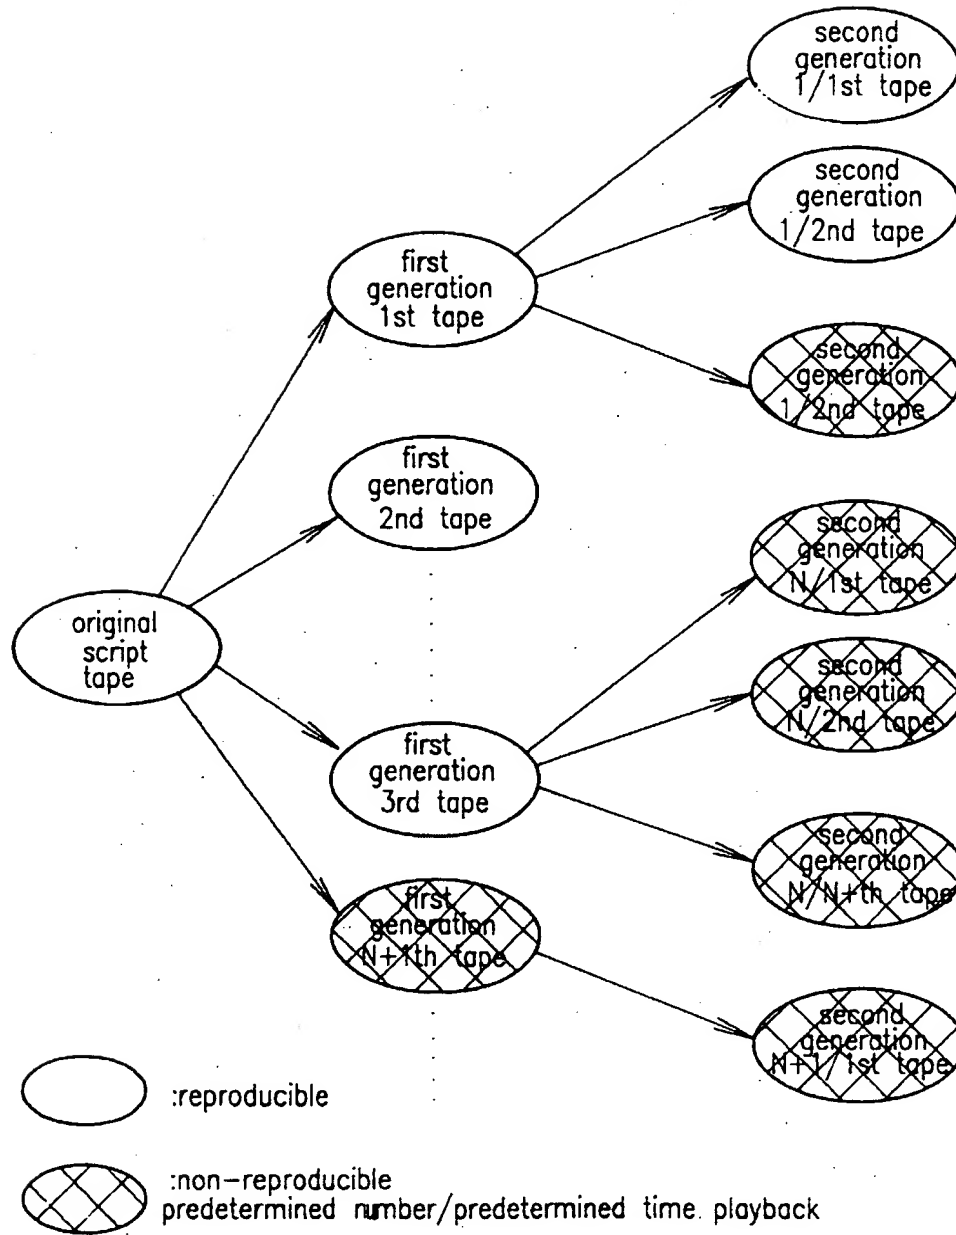 second
generation
1/1st tape
second
generation
1/2nd tape
first
generation
1st tape
second
generation
1/2nd tape
first
generation
2nd tape
second
generation
N/1st tape
original
script
tape
second
generation
N/2nd tape
first
generation
3rd tape
second
generation
N/N+th tape
first
generation
N+1th tape
second
generation
N+1/1st tape
:reproducible
:non-reproducible
predetermined number/predetermined time playback